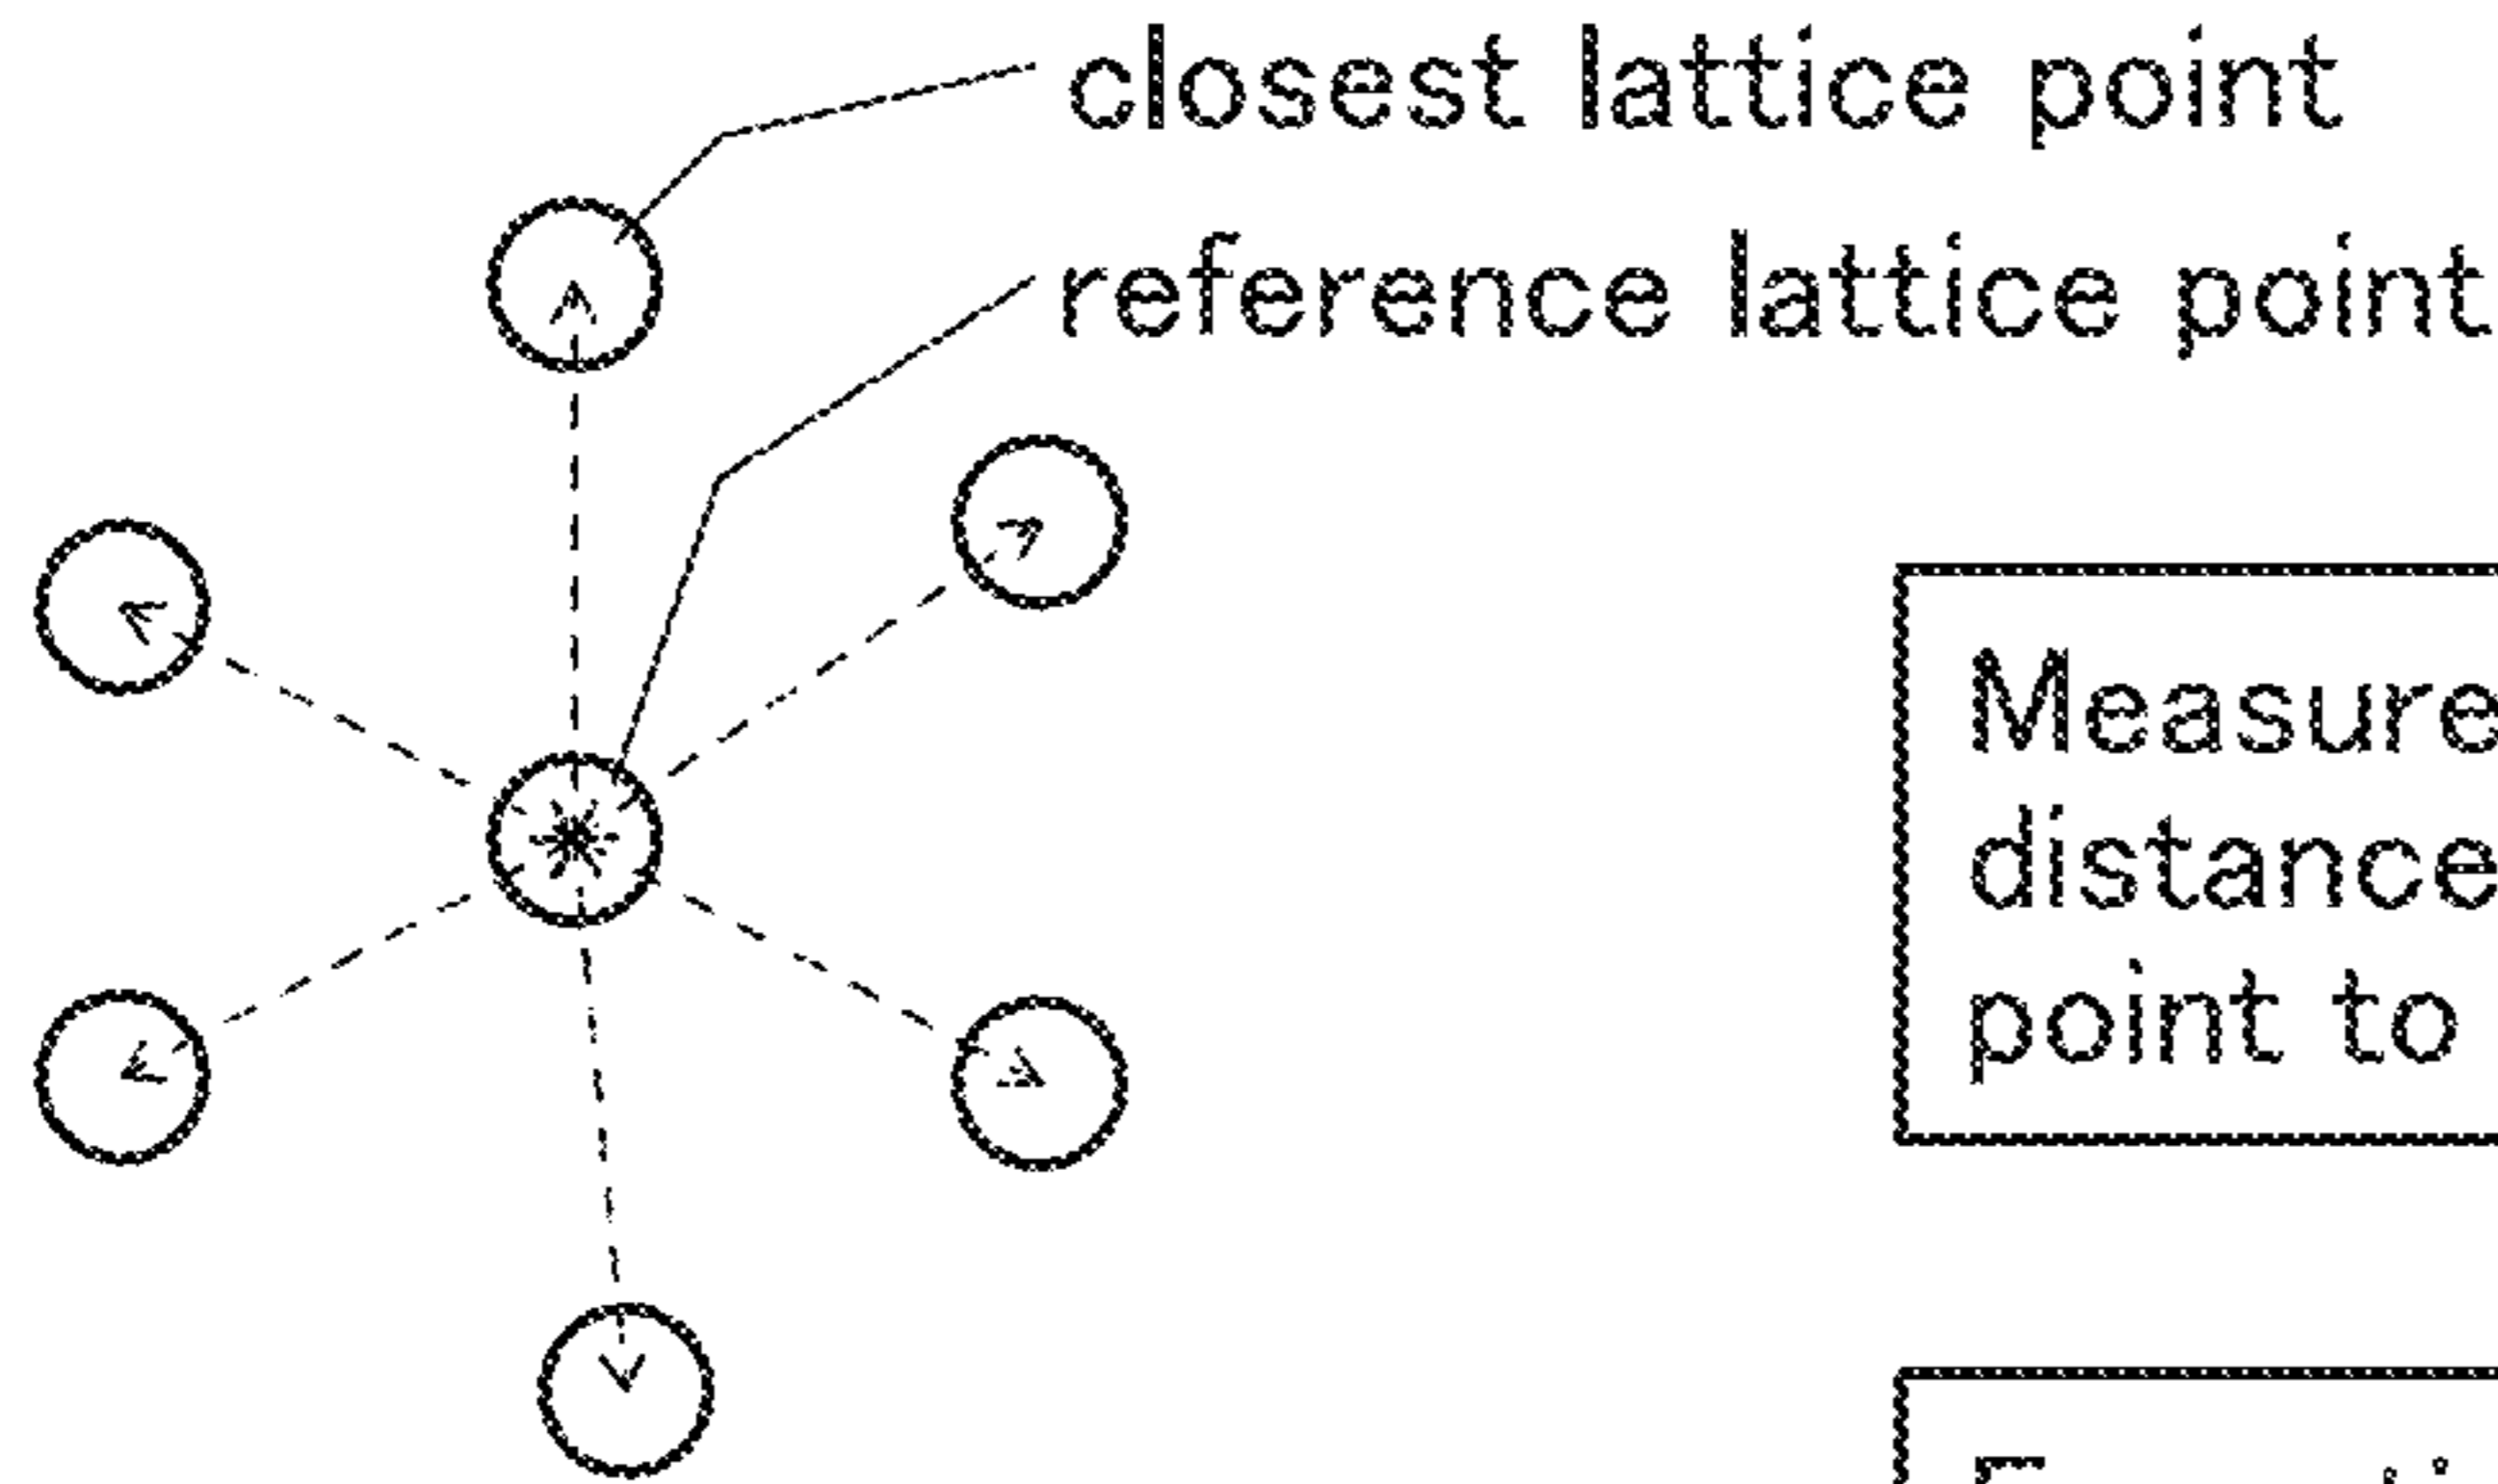 closest lattice point
reference lattice point
Measure
distance
point to